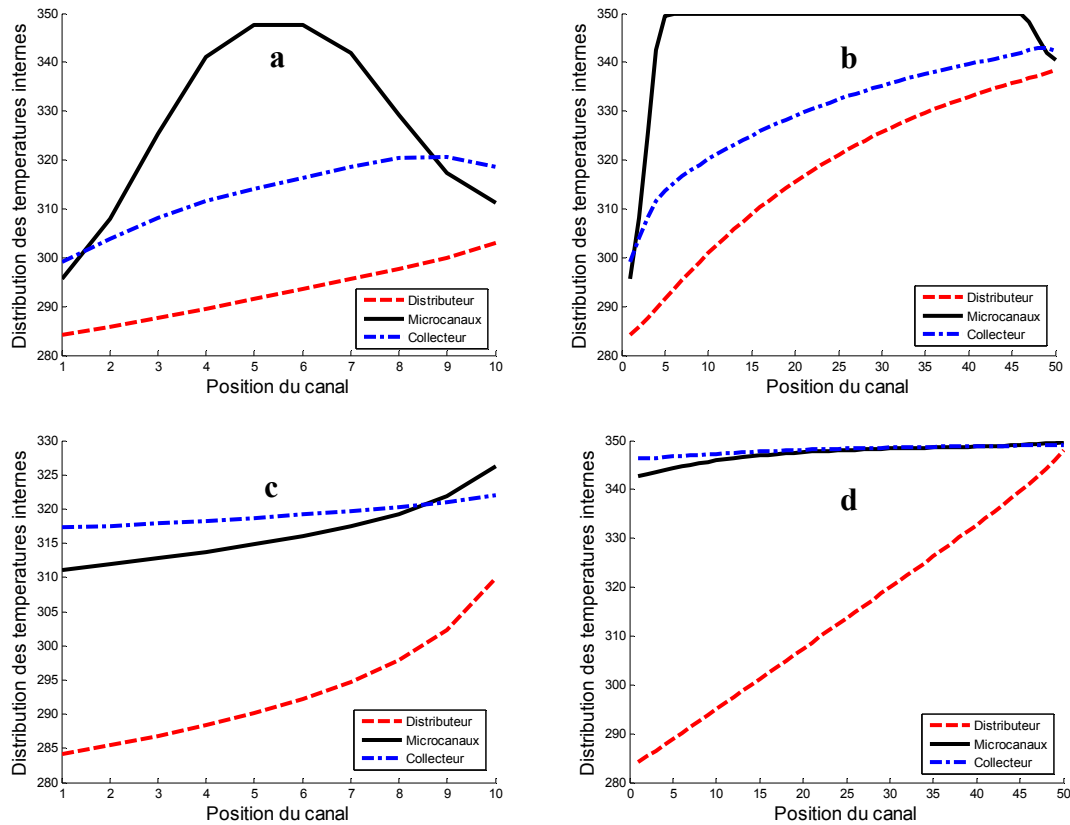 Distribution des temperatures internes
350
340
330
320
310
300
290
280
a
Distributeur
Microcanaux
Collecteur
1 2 3 4 5 6 7 8 9 10
Position du canal
Distribution des temperatures internes
350
340
330
320
310
300
290
280
b
Distributeur
Microcanaux
Collecteur
0 5 10 15 20 25 30 35 40 45 50
Position du canal
Distribution des temperatures internes
330
325
320
315
310
305
300
295
290
285
280
c
Distributeur
Microcanaux
Collecteur
1 2 3 4 5 6 7 8 9 10
Position du canal
Distribution des temperatures internes
350
340
330
320
310
300
290
280
d
Distributeur
Microcanaux
Collecteur
0 5 10 15 20 25 30 35 40 45 50
Position du canal